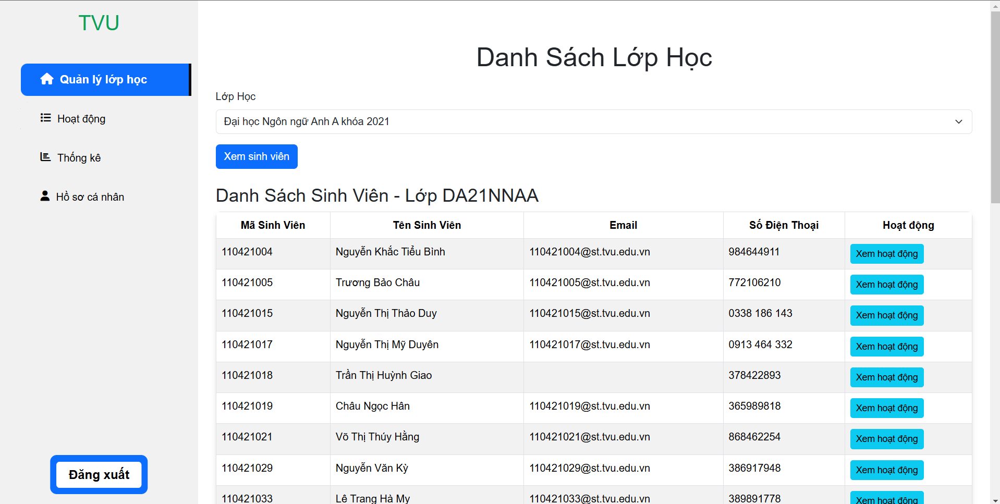 TVU
Quản lý lớp học
Hoạt động
Thống kê
Hồ sơ cá nhân
Đăng xuất
Danh Sách Lớp Học
Lớp Học
Đại học Ngôn ngữ Anh A khóa 2021
Xem sinh viên
Danh Sách Sinh Viên - Lớp DA21NNAA
Mã Sinh Viên Tên Sinh Viên Email Số Điện Thoại Hoạt động
110421004 Nguyễn Khắc Tiểu Bình 110421004@st.tvu.edu.vn 984644911 Xem hoạt động
110421005 Trương Bảo Châu 110421005@st.tvu.edu.vn 772106210 Xem hoạt động
110421015 Nguyễn Thị Thảo Duy 110421015@st.tvu.edu.vn 0338 186 143 Xem hoạt động
110421017 Nguyễn Thị Mỹ Duyên 110421017@st.tvu.edu.vn 0913 464 332 Xem hoạt động
110421018 Trần Thị Huỳnh Giao 378422893 Xem hoạt động
110421019 Châu Ngọc Hân 110421019@st.tvu.edu.vn 365989818 Xem hoạt động
110421021 Võ Thị Thúy Hằng 110421021@st.tvu.edu.vn 868462254 Xem hoạt động
110421029 Nguyễn Văn Kỳ 110421029@st.tvu.edu.vn 386917948 Xem hoạt động
110421033 Lê Trang Hà My 110421033@st.tvu.edu.vn 389891778 Xem hoạt động